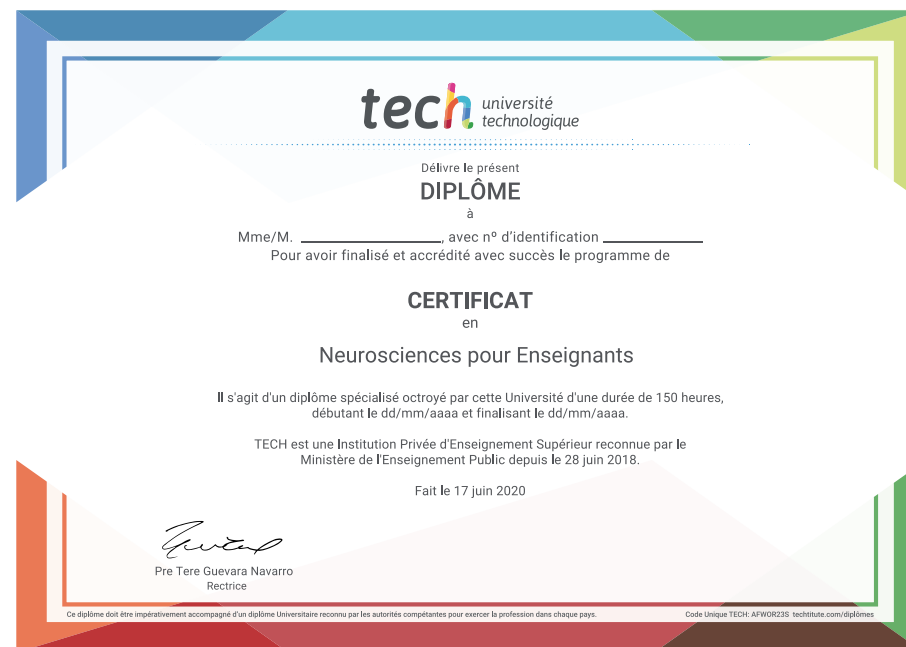 tech université
technologique
Délivre le présent
DIPLÔME
à
Mme/M. ____________________, avec nº d'identification ______________
Pour avoir finalisé et accrédité avec succès le programme de
CERTIFICAT
en
Neurosciences pour Enseignants
Il s'agit d'un diplôme spécialisé octroyé par cette Université d'une durée de 150 heures,
débutant le dd/mm/aaaa et finalisant le dd/mm/aaaa.
TECH est une Institution Privée d'Enseignement Supérieur reconnue par le
Ministère de l'Enseignement Public depuis le 28 juin 2018.
Fait le 17 juin 2020
Pre Tere Guevara Navarro
Rectrice
Ce diplôme doit être impérativement accompagné d'un diplôme Universitaire reconnu par les autorités compétantes pour exercer la profession dans chaque pays.
Code Unique TECH: AFWOR23S techtitute.com/diplômes